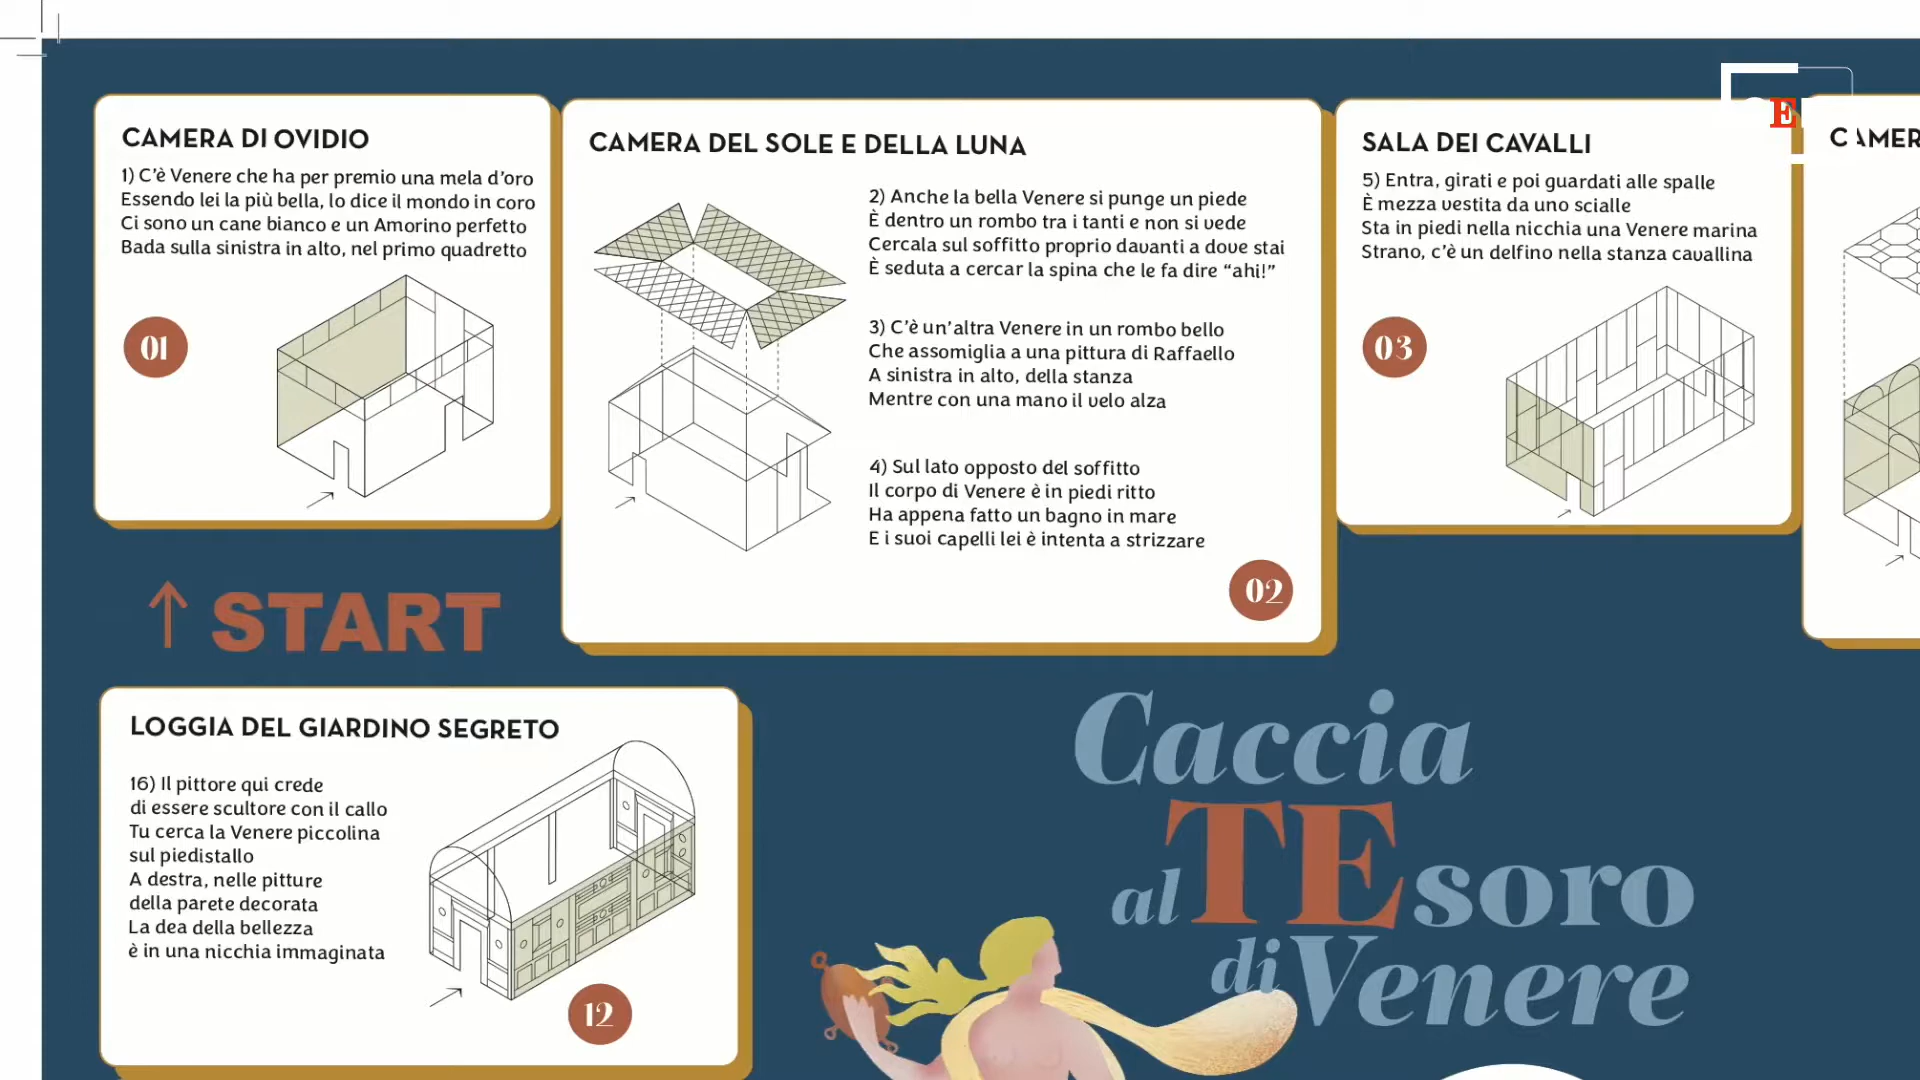 CAMERA DI OVIDIO
1) C’è Venere che ha per premio una mela d’oro
Essendo lei la più bella, lo dice il mondo in coro
Ci sono un cane bianco e un Amorino perfetto
Bada sulla sinistra in alto, nel primo quadretto
01
CAMERA DEL SOLE E DELLA LUNA
2) Anche la bella Venere si punge un piede
È dentro un rombo tra i tanti e non si vede
Cercala sul soffitto proprio davanti a dove stai
È seduta a cercar la spina che le fa dire “ahi!”
3) C’è un’altra Venere in un rombo bello
Che assomiglia a una pittura di Raffaello
A sinistra in alto, della stanza
Mentre con una mano il velo alza
4) Sul lato opposto del soffitto
Il corpo di Venere è in piedi ritto
Ha appena fatto un bagno in mare
E i suoi capelli lei è intenta a strizzare
02
SALA DEI CAVALLI
5) Entra, girati e poi guardati alle spalle
È mezza vestita da uno scialle
Sta in piedi nella nicchia una Venere marina
Strano, c’è un delfino nella stanza cavallina
03
E
START
LOGGIA DEL GIARDINO SEGRETO
16) Il pittore qui crede
di essere scultore con il callo
Tu cerca la Venere piccolina
sul piedistallo
A destra, nelle pitture
della parete decorata
La dea della bellezza
è in una nicchia immaginata
12
Caccia
al TEsoro
di Venere